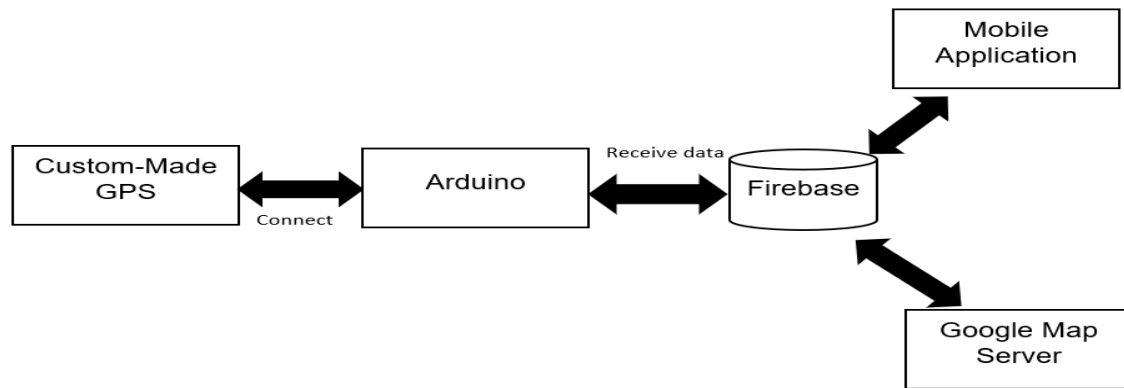 Mobile
Application
Custom-Made
GPS
Connect
Arduino
Receive data
Firebase
Google Map
Server